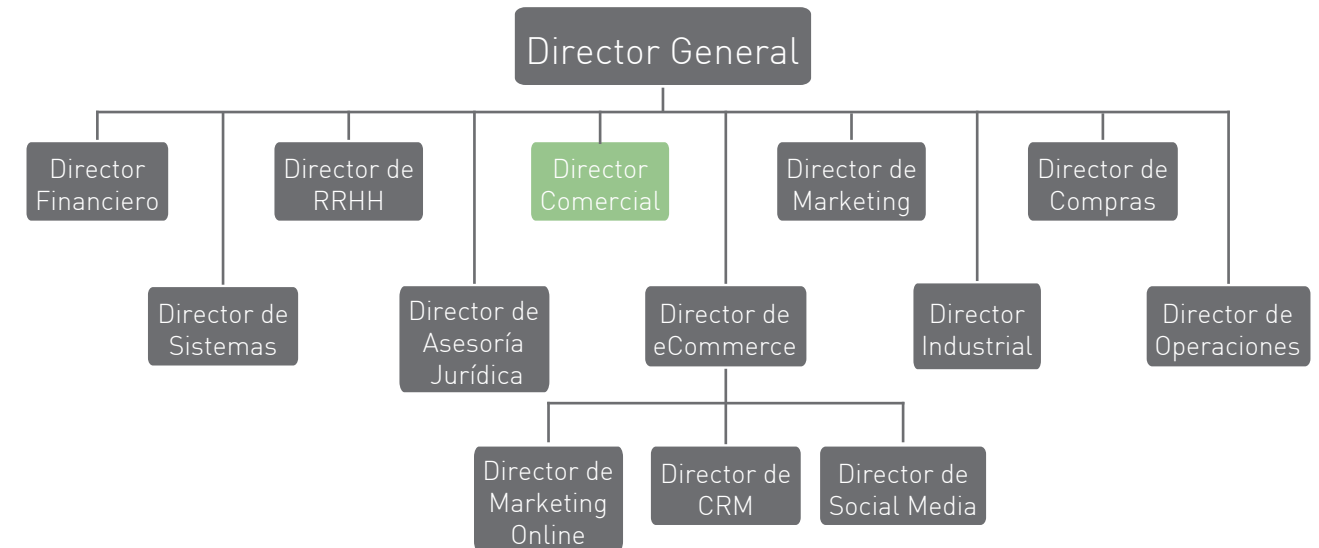 Director General
Director
Financiero
Director de
RRHH
Director
Comercial
Director de
Marketing
Director de
Compras
Director de
Sistemas
Director de
Asesoría
Jurídica
Director de
eCommerce
Director
Industrial
Director de
Operaciones
Director de
Marketing
Online
Director de
CRM
Director de
Social Media